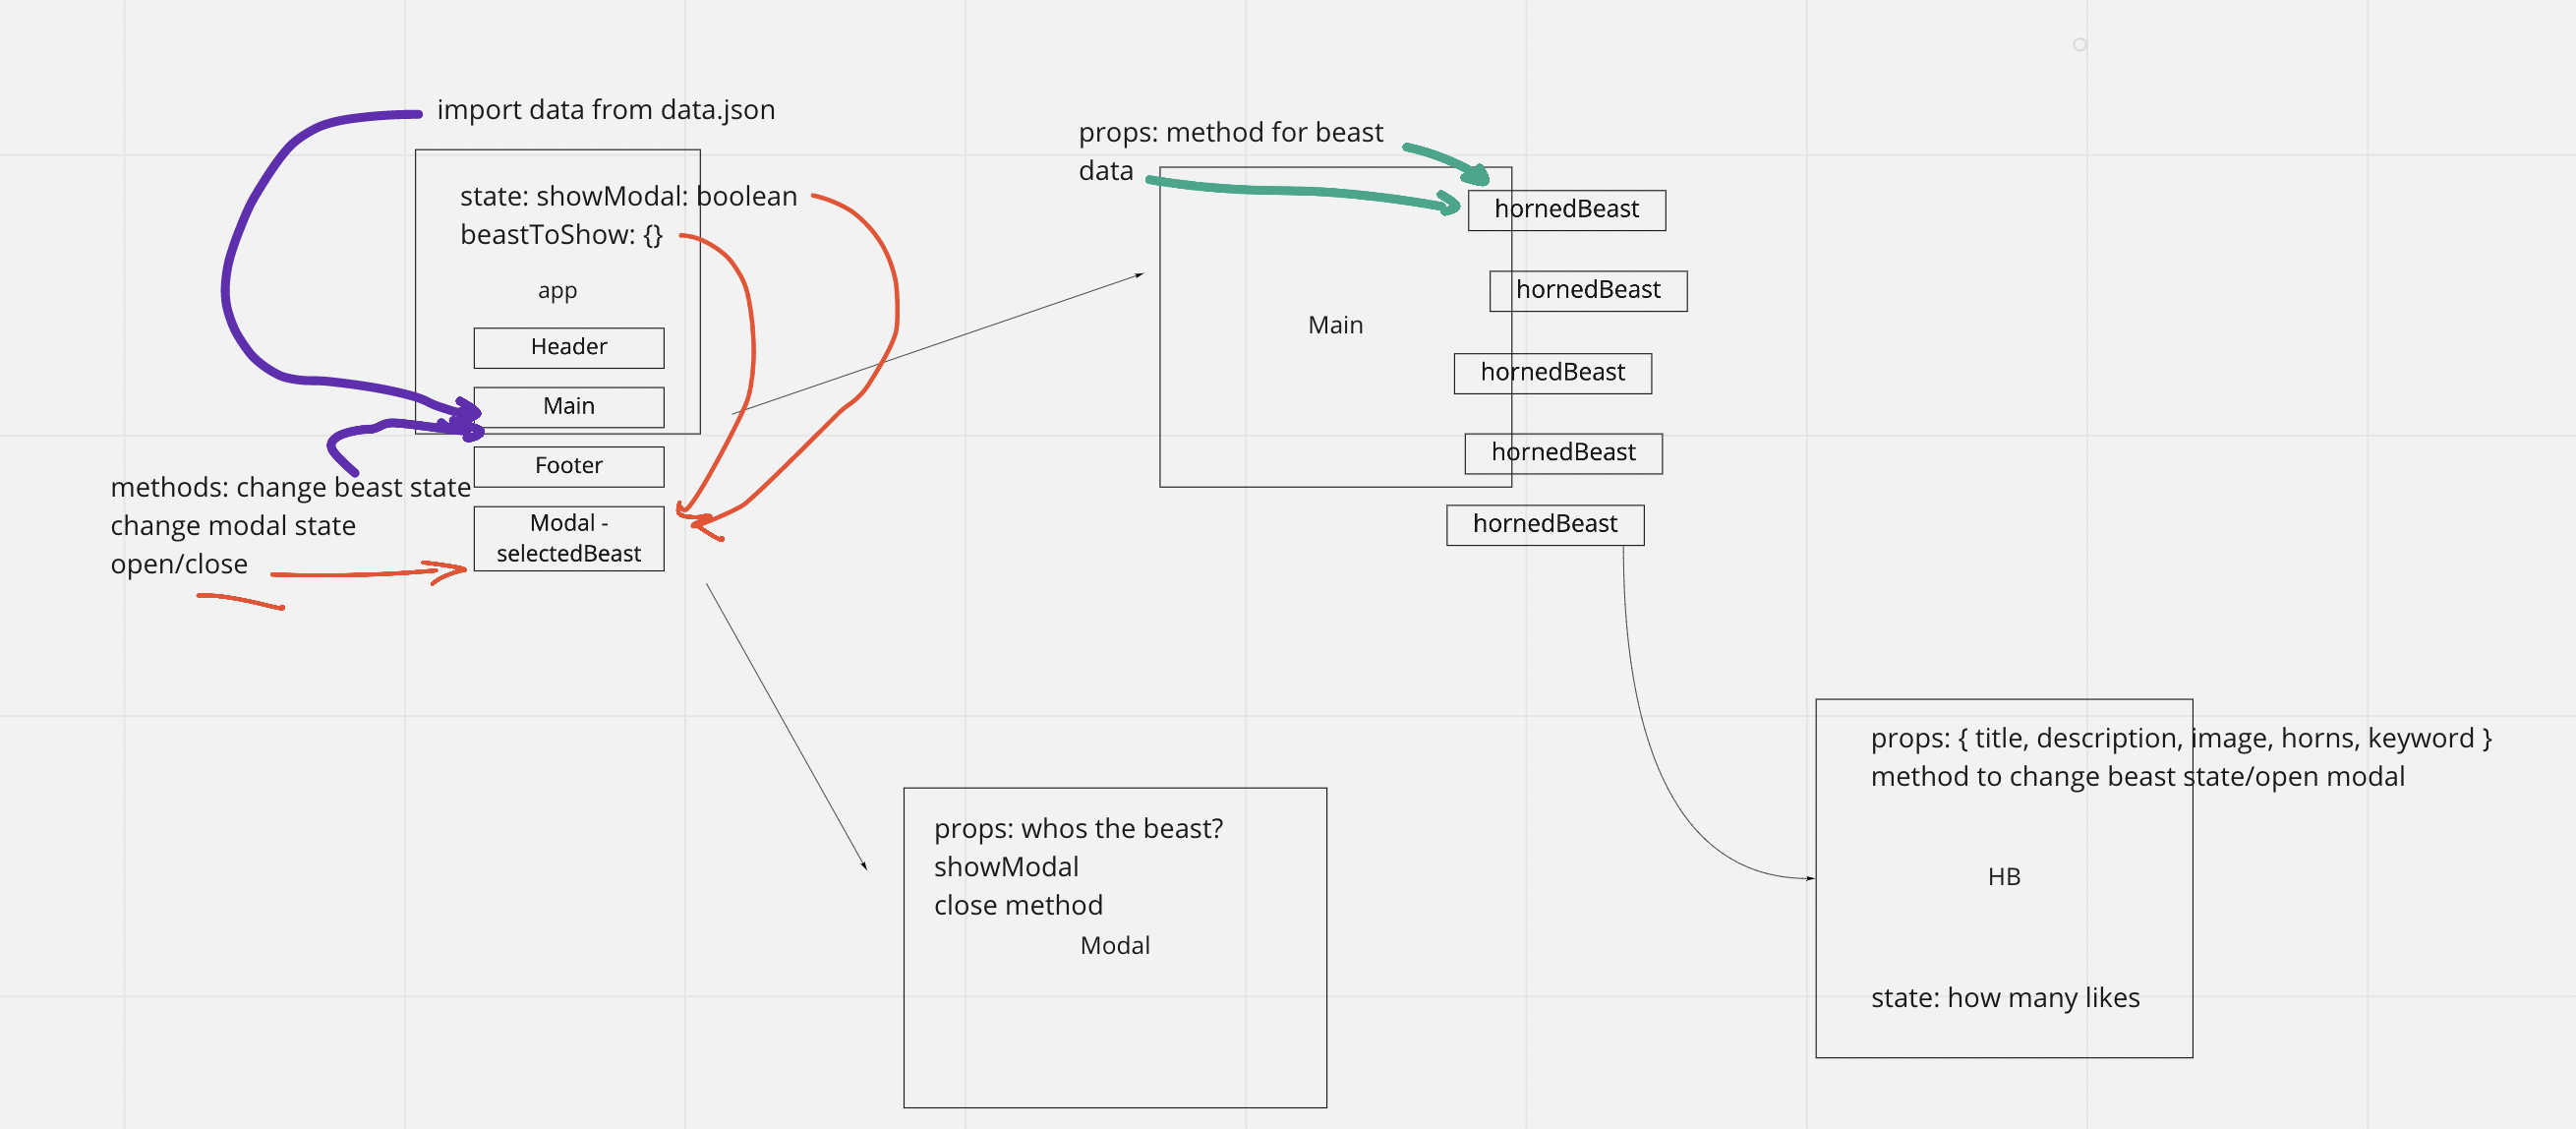 import data from data.json
state: showModal: boolean
beastToShow: {}
app
Header
Main
Footer
Modal -
selectedBeast
methods: change beast state
change modal state
open/close
props: method for beast
data
Main
hornedBeast
hornedBeast
hornedBeast
hornedBeast
hornedBeast
props: whos the beast?
showModal
close method
Modal
props: { title, description, image, horns, keyword }
method to change beast state/open modal
HB
state: how many likes